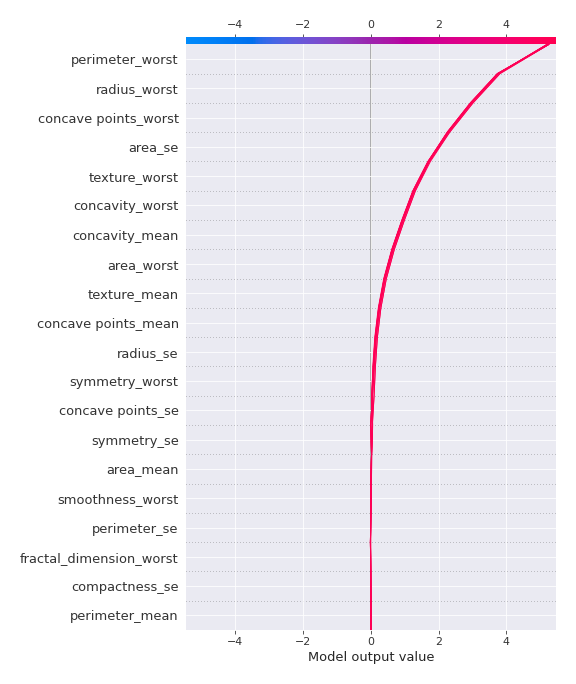 −4 −2 0 2 4
perimeter_worst
radius_worst
concave points_worst
area_se
texture_worst
concavity_worst
concavity_mean
area_worst
texture_mean
concave points_mean
radius_se
symmetry_worst
concave points_se
symmetry_se
area_mean
smoothness_worst
perimeter_se
fractal_dimension_worst
compactness_se
perimeter_mean
−4 −2 0 2 4
Model output value